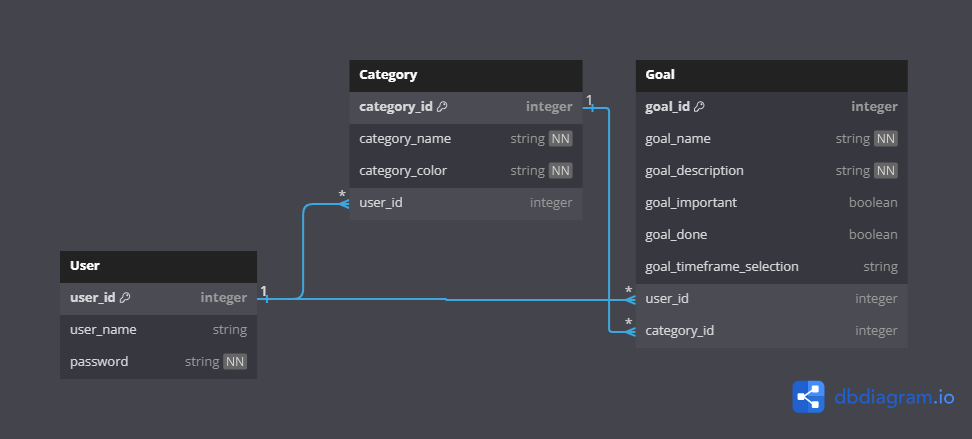 Category
category_id integer
category_name string NN
category_color string NN
user_id integer
Goal
goal_id integer
goal_name string NN
goal_description string NN
goal_important boolean
goal_done boolean
goal_timeframe_selection string
user_id integer
category_id integer
User
user_id integer
user_name string
password string NN
1
*
1
*
*
dbdiagram.io